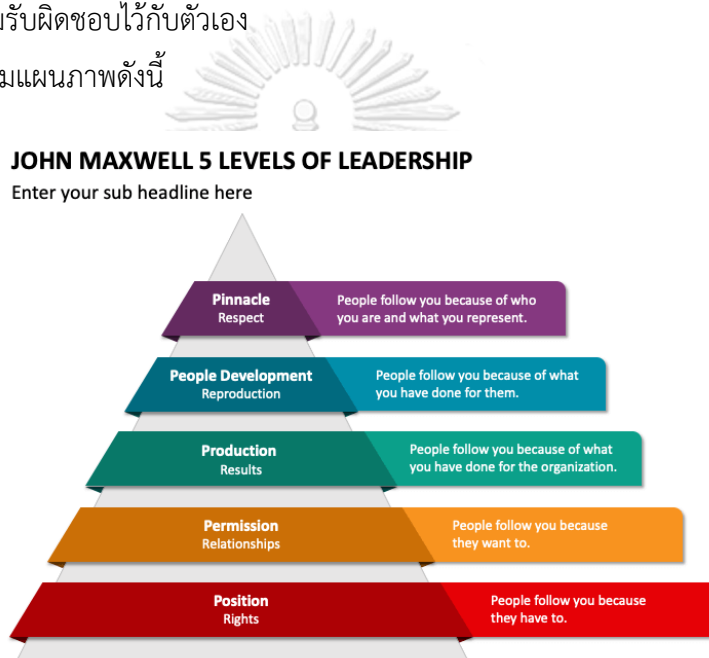 รับผิดชอบไว้กับตัวเอง
มแผนภาพดังนี้
JOHN MAXWELL 5 LEVELS OF LEADERSHIP
Enter your sub headline here
Pinnacle
Respect
People follow you because of who
you are and what you represent.
People Development
Reproduction
People follow you because of what
you have done for them.
Production
Results
People follow you because of what
you have done for the organization.
Permission
Relationships
People follow you because
they want to.
Position
Rights
People follow you because
they have to.